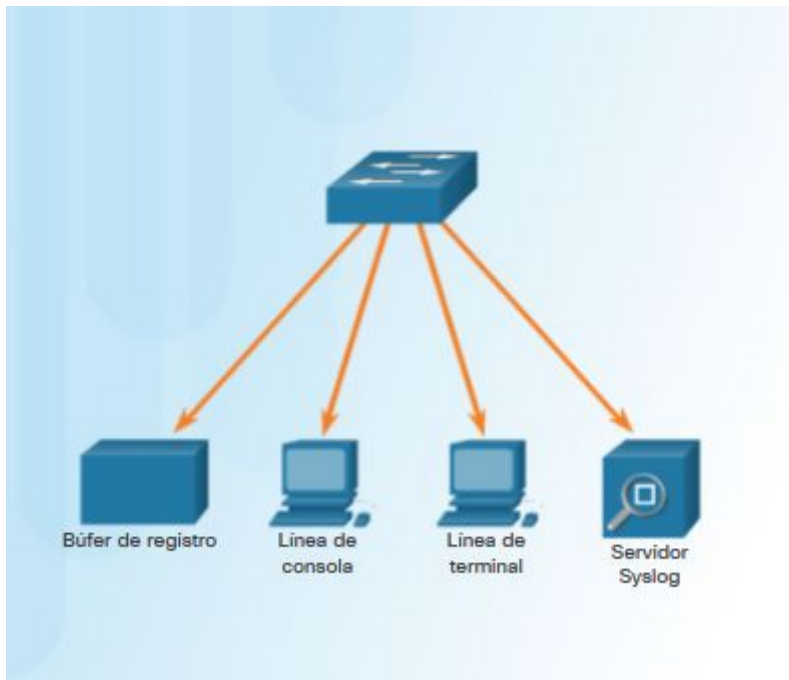 Búfer de registro
Línea de
consola
Línea de
terminal
Servidor
Syslog